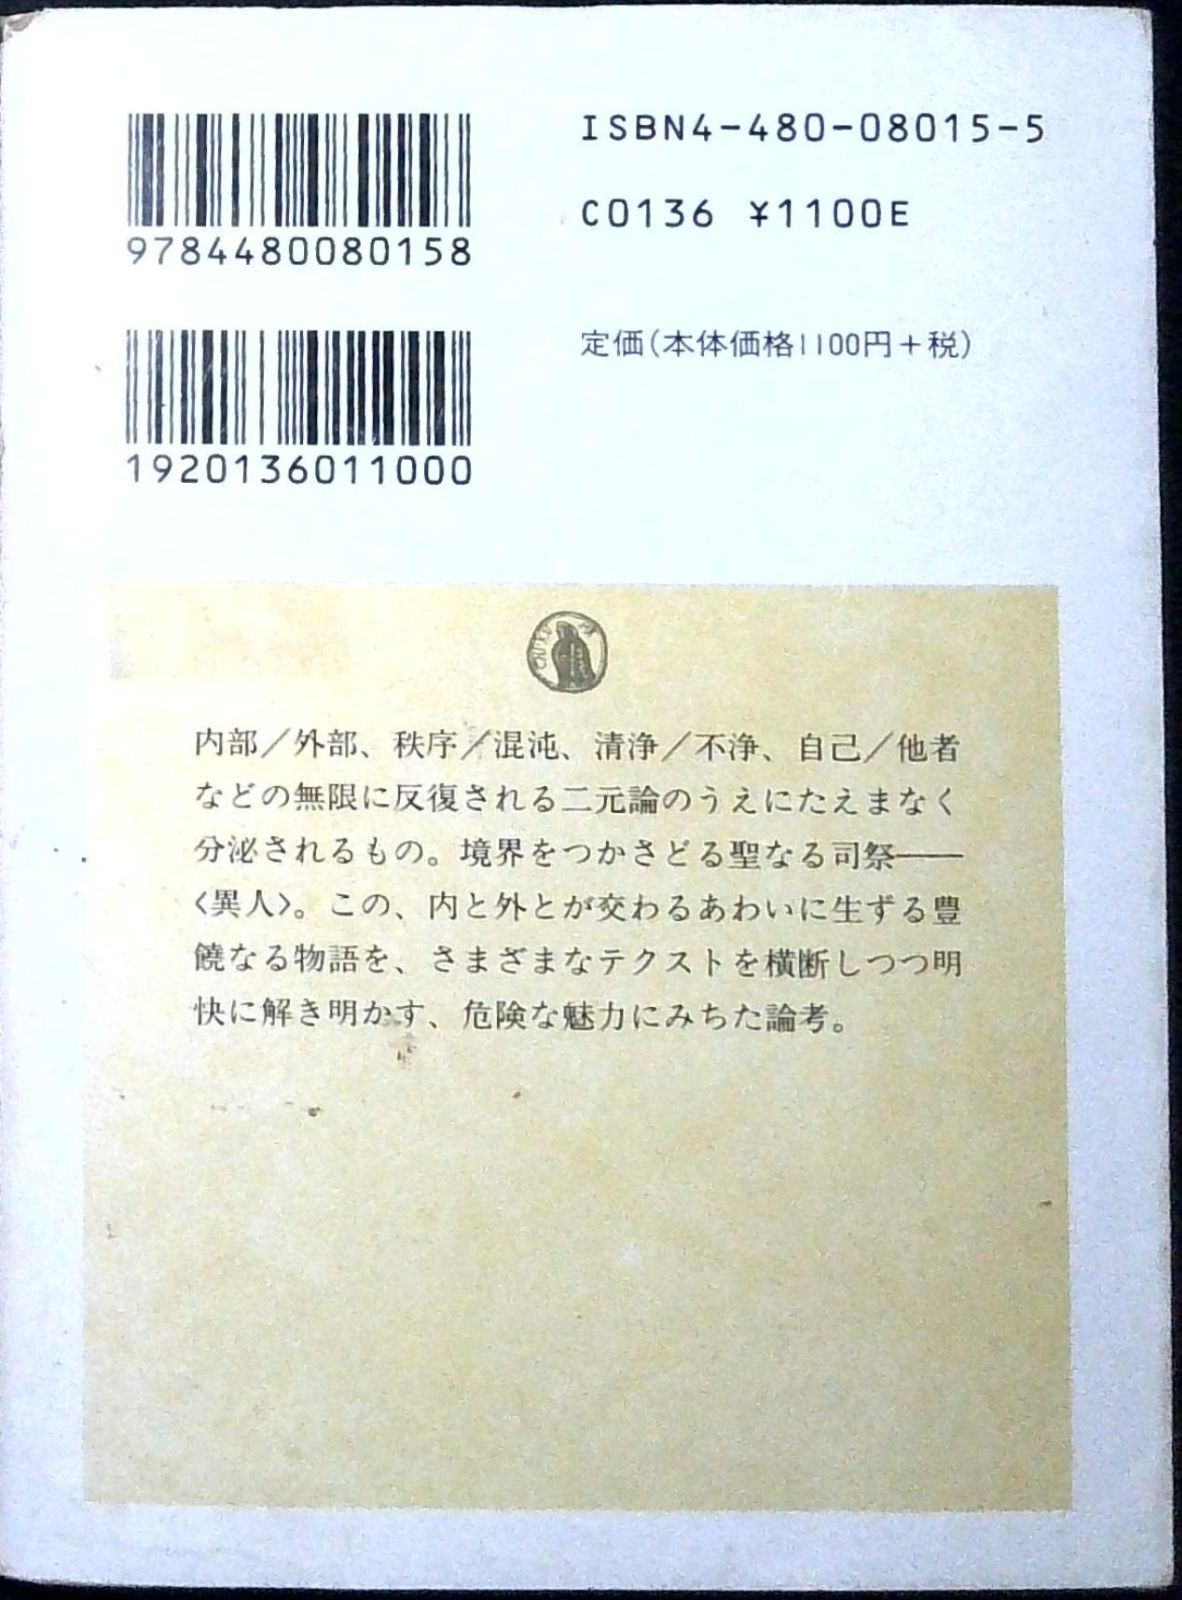 ISBN4-480-08015-5
C0136 ¥1100E
9784480080158
定価(本体価格1100円+税)
1920136011000
内部/外部、秩序/混沌、清浄/不浄、自己/他者
などの無限に反復される二元論のうえにたえまなく
分泌されるもの。境界をつかさどる聖なる司祭──
〈異人〉。この、内と外とが交わるあわいに生ずる豊
饒なる物語を、さまざまなテクストを横断しつつ明
快に解き明かす、危険な魅力にみちた論考。